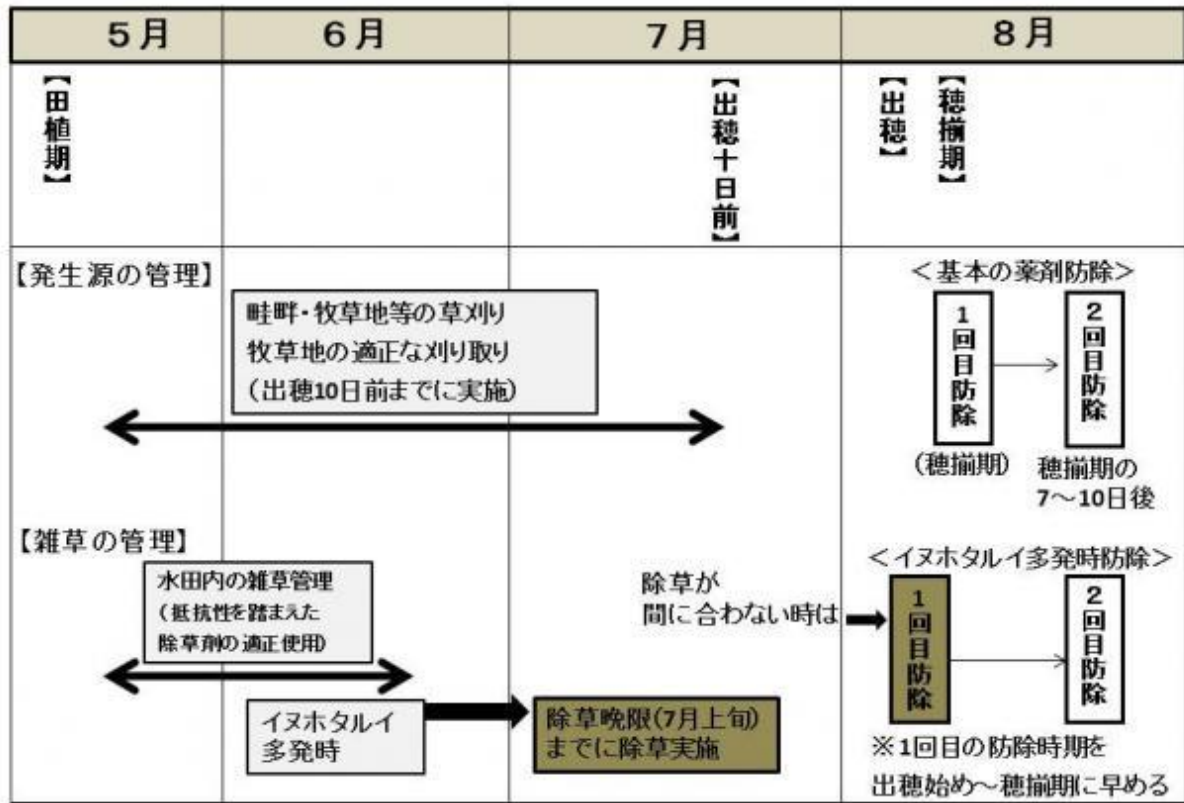 5月 6月 7月 8月
【田植期】
【出穂十日前】
【出穂】
【穂揃期】
【発生源の管理】
畦畔・牧草地等の草刈り
牧草地の適正な刈り取り
(出穂10日前までに実施)
<基本の薬剤防除>
1回目防除
2回目防除
(穂揃期)
穂揃期の
7～10日後
【雑草の管理】
水田内の雑草管理
(抵抗性を踏まえた
除草剤の適正使用)
イヌホタルイ
多発時
除草晩限(7月上旬)
までに除草実施
除草が
間に合わない時は
<イヌホタルイ多発時防除>
1回目防除
2回目防除
※1回目の防除時期を
出穂始め～穂揃期に早める